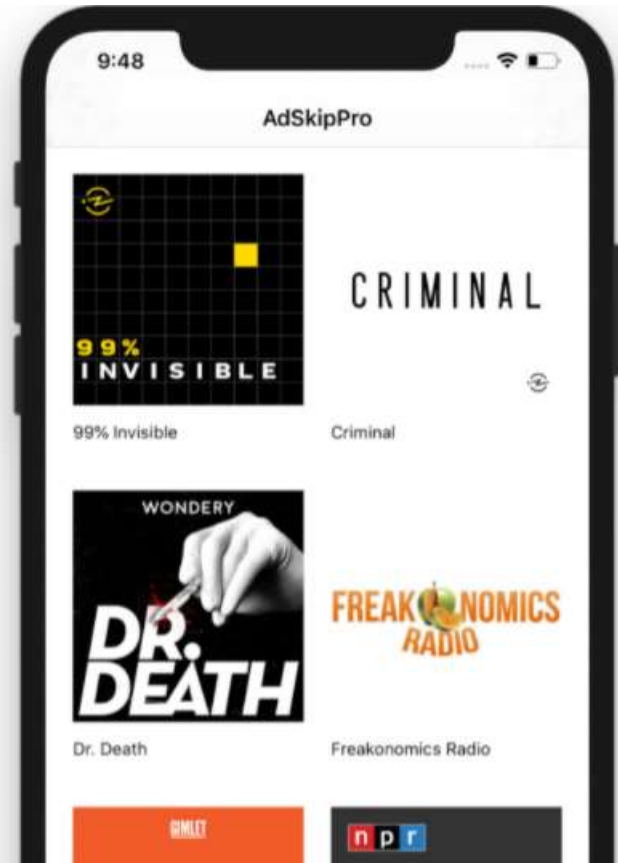 9:48
AdSkipPro
99%
INVISIBLE
CRIMINAL
99% Invisible
Criminal
WONDERY
DR.
DEATH
FREAKONOMICS
RADIO
Dr. Death
Freakonomics Radio
GIMLET
npr